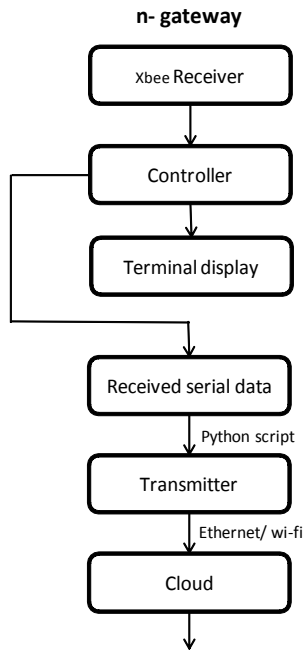 n- gateway
Xbee Receiver
Controller
Terminal display
Received serial data
Python script
Transmitter
Ethernet/ wi-fi
Cloud